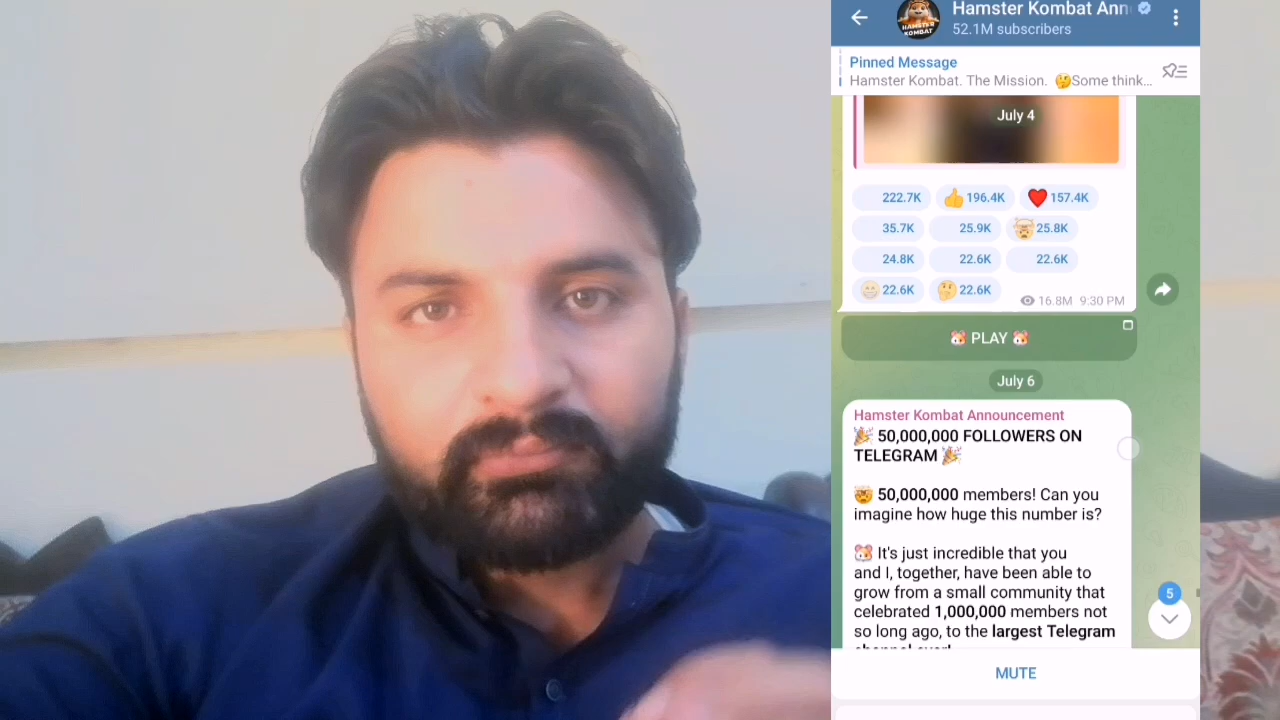 Hamster Kombat Ann
52.1M subscribers
HAMSTER
KOMBAT
Pinned Message
Hamster Kombat. The Mission. 🤔Some think...
July 4
222.7K 👍196.4K ❤️157.4K
35.7K 25.9K 🤯25.8K
24.8K 22.6K 22.6K
😁22.6K 🤔22.6K
16.8M 9:30 PM
🐹 PLAY 🐹
July 6
Hamster Kombat Announcement
🎉 50,000,000 FOLLOWERS ON
TELEGRAM 🎉
🤯 50,000,000 members! Can you
imagine how huge this number is?
🐹 It's just incredible that you
and I, together, have been able to
grow from a small community that
celebrated 1,000,000 members not
so long ago, to the largest Telegram
channel ever!
5
MUTE